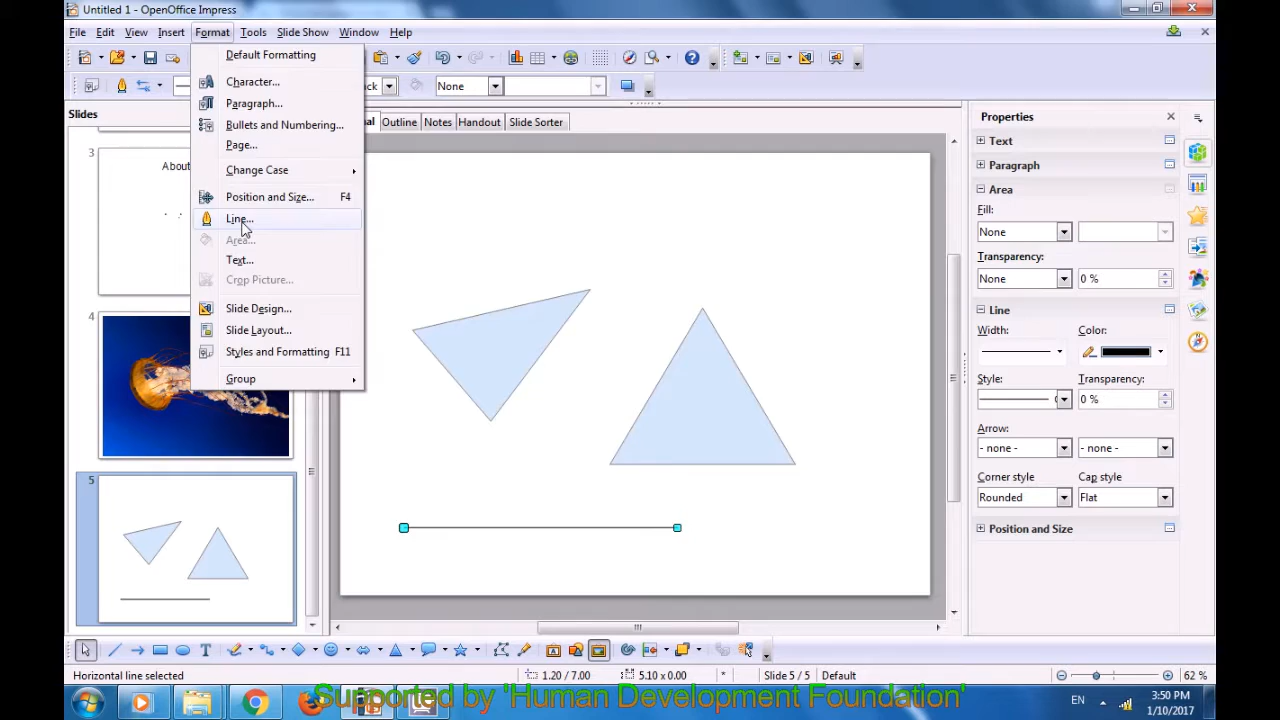 Untitled 1 - OpenOffice Impress
File Edit View Insert Format Tools Slide Show Window Help
None
Default Formatting
Character...
Paragraph...
Bullets and Numbering...
Page...
Change Case
Position and Size... F4
Line...
Area...
Text...
Crop Picture...
Slide Design...
Slide Layout...
Styles and Formatting F11
Group
Slides
3
About
4
5
Outline Notes Handout Slide Sorter
Properties
Text
Paragraph
Area
Fill:
None
Transparency:
None 0 %
Line
Width: Color:
Style: Transparency:
0 %
Arrow:
- none - - none -
Corner style Cap style
Rounded Flat
Position and Size
Horizontal line selected 1.20 / 7.00 5.10 x 0.00 * Slide 5 / 5 Default 62 %
Supported by 'Human Development Foundation'
EN 3:50 PM
1/10/2017